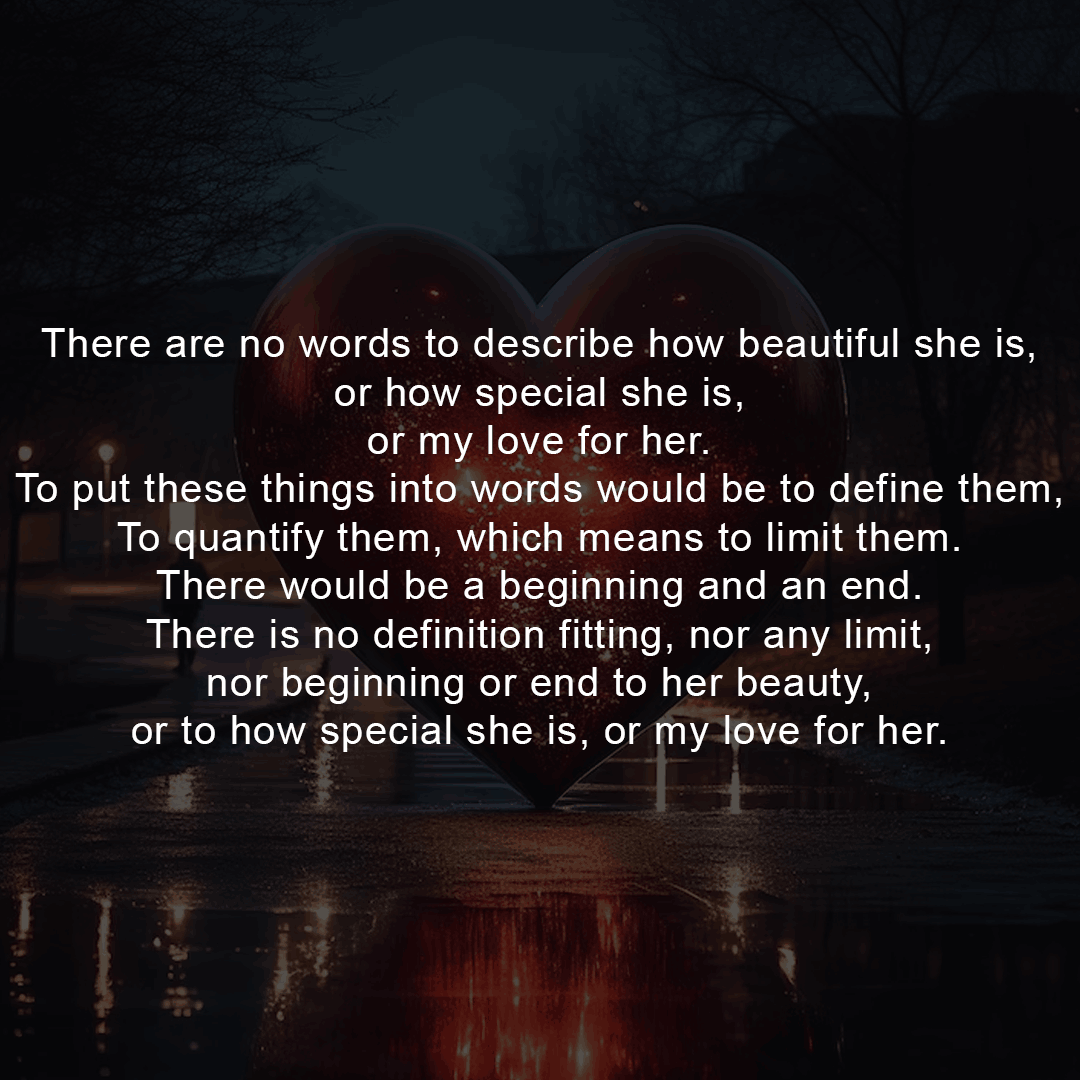 There are no words to describe how beautiful she is,
or how special she is,
or my love for her.
To put these things into words would be to define them,
To quantify them, which means to limit them.
There would be a beginning and an end.
There is no definition fitting, nor any limit,
nor beginning or end to her beauty,
or to how special she is, or my love for her.